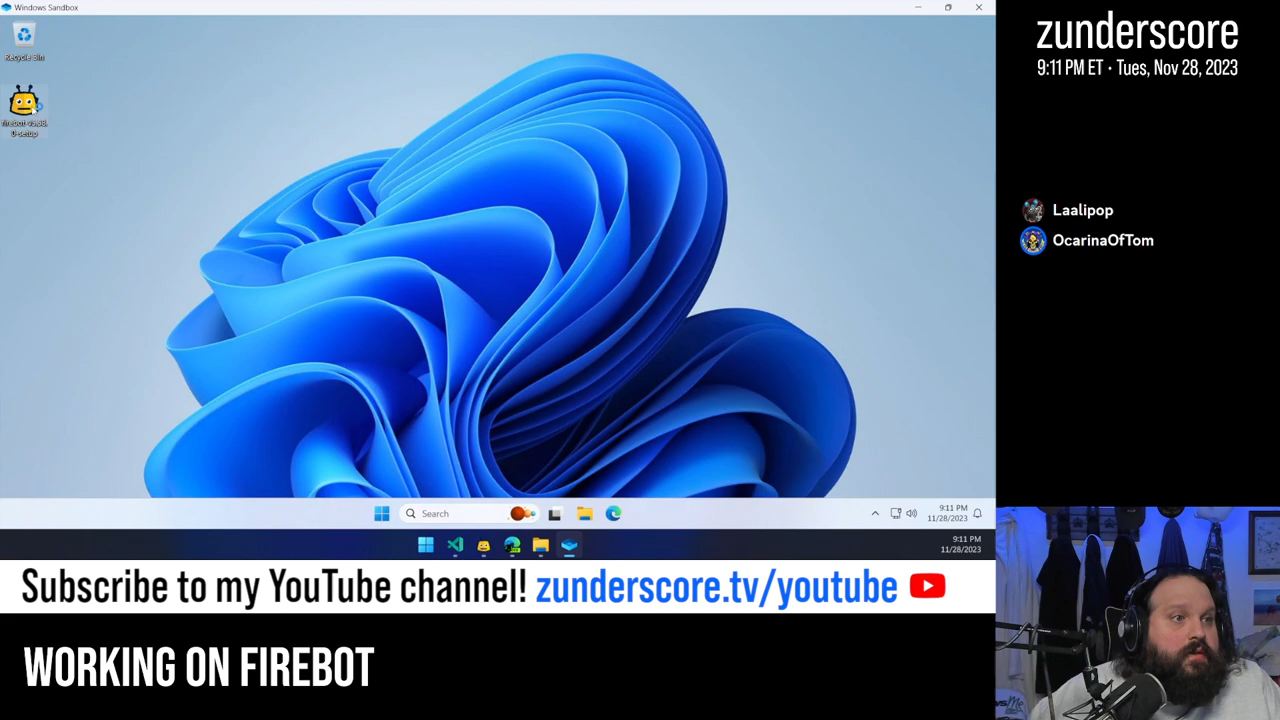 Windows Sandbox
Recycle Bin
0-setup
Search
9:11 PM
11/28/2023
9:11 PM
11/28/2023
Subscribe to my YouTube channel! zunderscore.tv/youtube
WORKING ON FIREBOT
zunderscore
9:11 PM ET · Tues, Nov 28, 2023
Laalipop
OcarinaOfTom